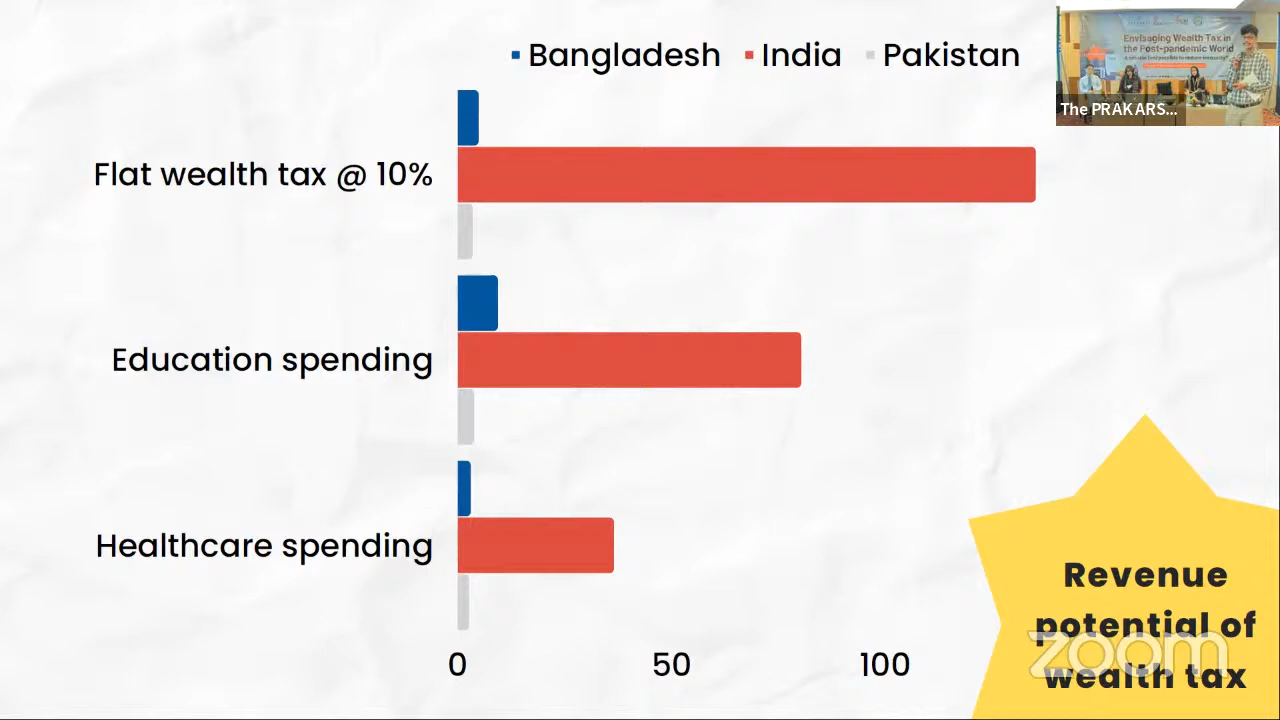 Bangladesh India Pakistan
Envisaging Wealth Tax in
the Post-pandemic World
The PRAKARS...
Flat wealth tax @ 10%
Education spending
Healthcare spending
0 50 100
Revenue
potential of
wealth tax
zoom